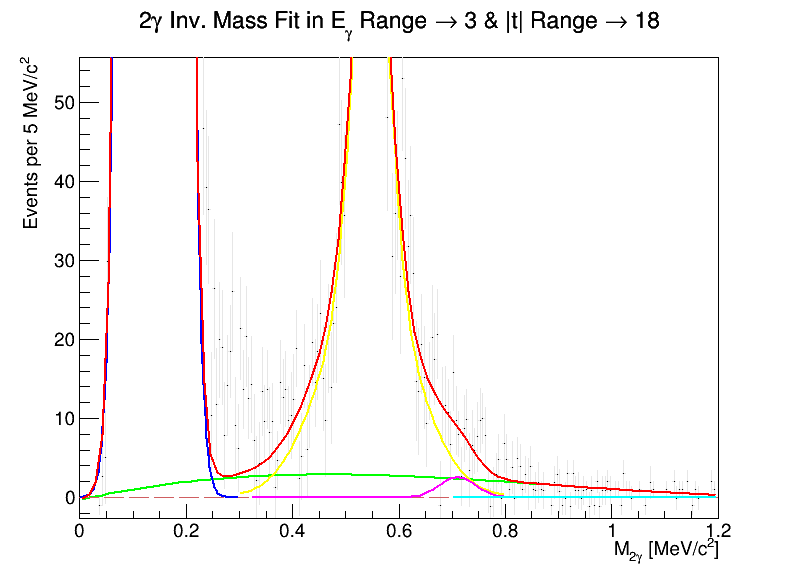 2γ Inv. Mass Fit in Eγ Range → 3 & |t| Range → 18
Events per 5 MeV/c²
50
40
30
20
10
0
0 0.2 0.4 0.6 0.8 1 1.2
M2γ [MeV/c²]